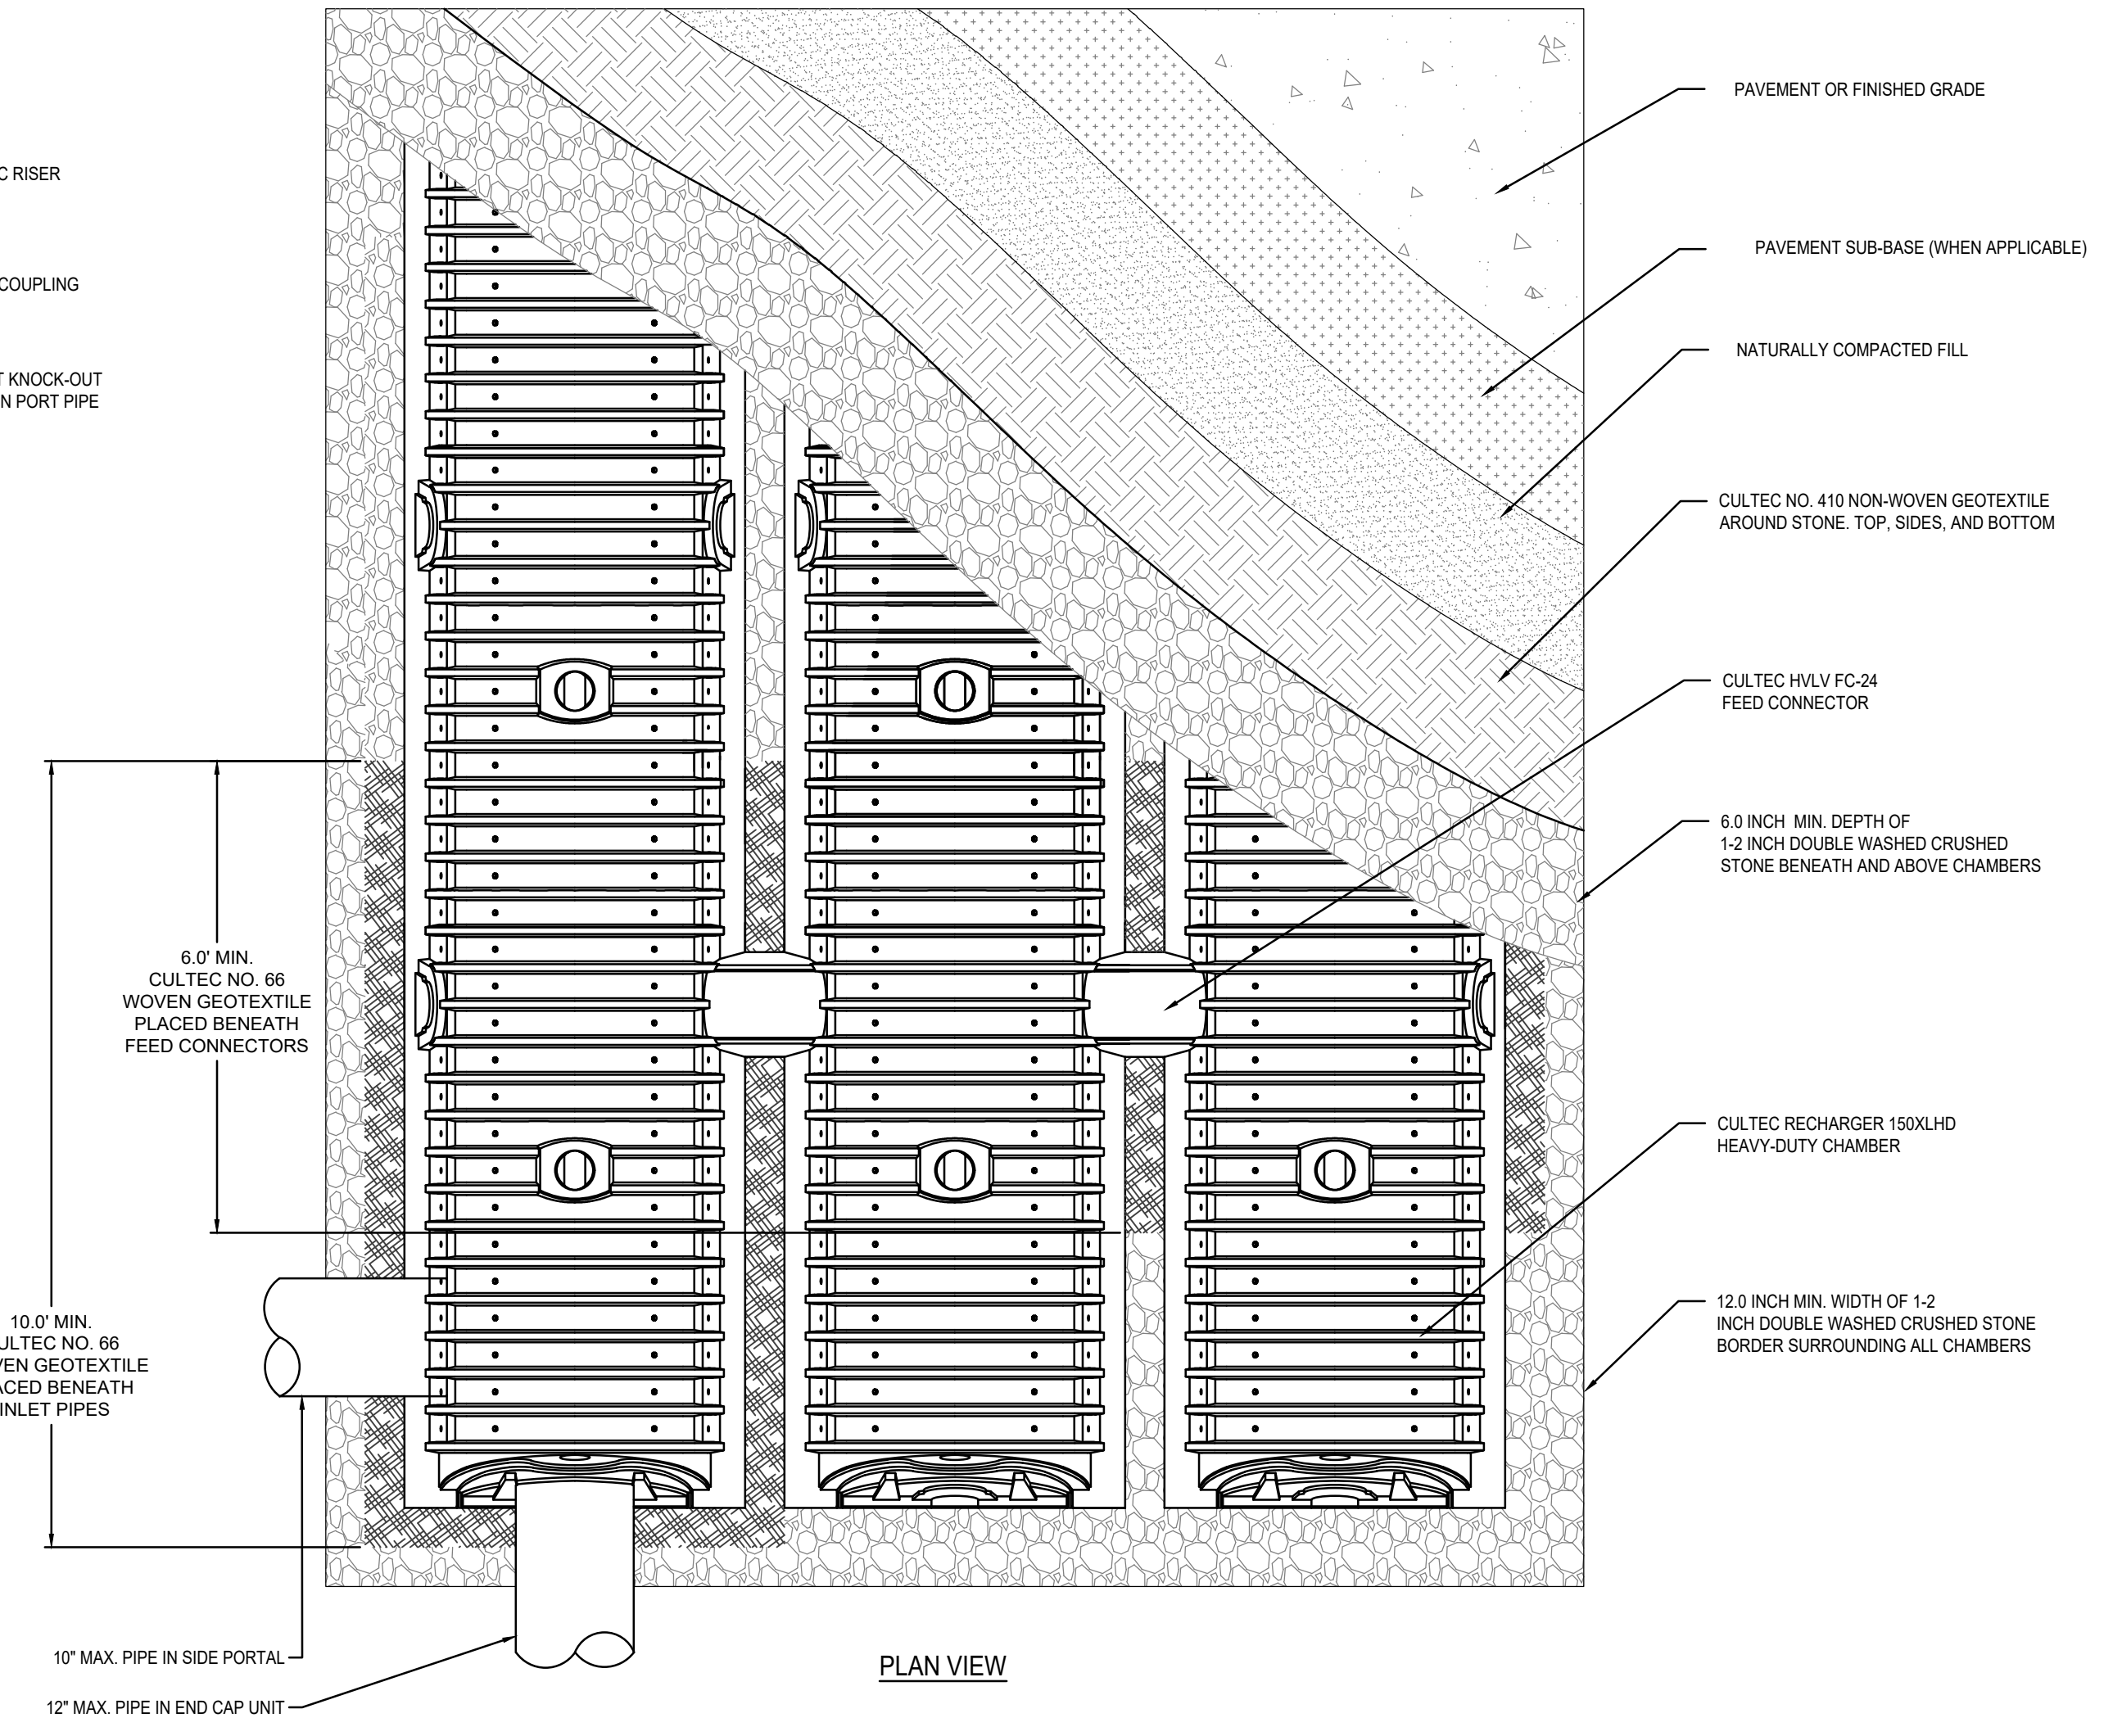 C RISER
COUPLING
T KNOCK-OUT
N PORT PIPE
6.0' MIN.
CULTEC NO. 66
WOVEN GEOTEXTILE
PLACED BENEATH
FEED CONNECTORS
10.0' MIN.
ULTEC NO. 66
VEN GEOTEXTILE
ACED BENEATH
INLET PIPES
10" MAX. PIPE IN SIDE PORTAL
12" MAX. PIPE IN END CAP UNIT
PLAN VIEW
PAVEMENT OR FINISHED GRADE
PAVEMENT SUB-BASE (WHEN APPLICABLE)
NATURALLY COMPACTED FILL
CULTEC NO. 410 NON-WOVEN GEOTEXTILE
AROUND STONE. TOP, SIDES, AND BOTTOM
CULTEC HVLV FC-24
FEED CONNECTOR
6.0 INCH MIN. DEPTH OF
1-2 INCH DOUBLE WASHED CRUSHED
STONE BENEATH AND ABOVE CHAMBERS
CULTEC RECHARGER 150XLHD
HEAVY-DUTY CHAMBER
12.0 INCH MIN. WIDTH OF 1-2
INCH DOUBLE WASHED CRUSHED STONE
BORDER SURROUNDING ALL CHAMBERS